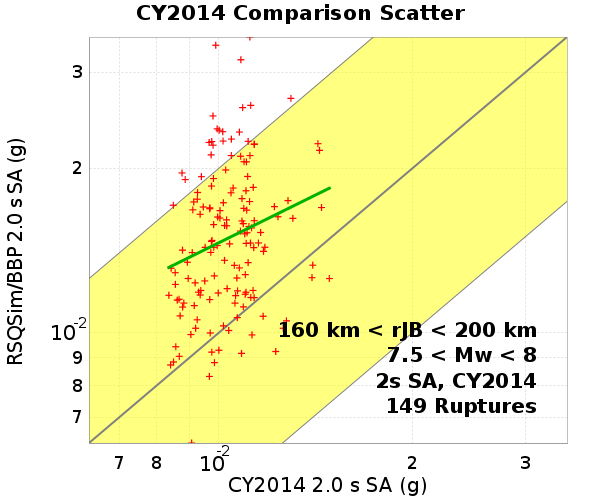 CY2014 Comparison Scatter
RSQSim/BBP 2.0 s SA (g)
3
2
10-2
9
8
7
160 km < rJB < 200 km
7.5 < Mw < 8
2s SA, CY2014
149 Ruptures
7 8 10-2 2 3
CY2014 2.0 s SA (g)